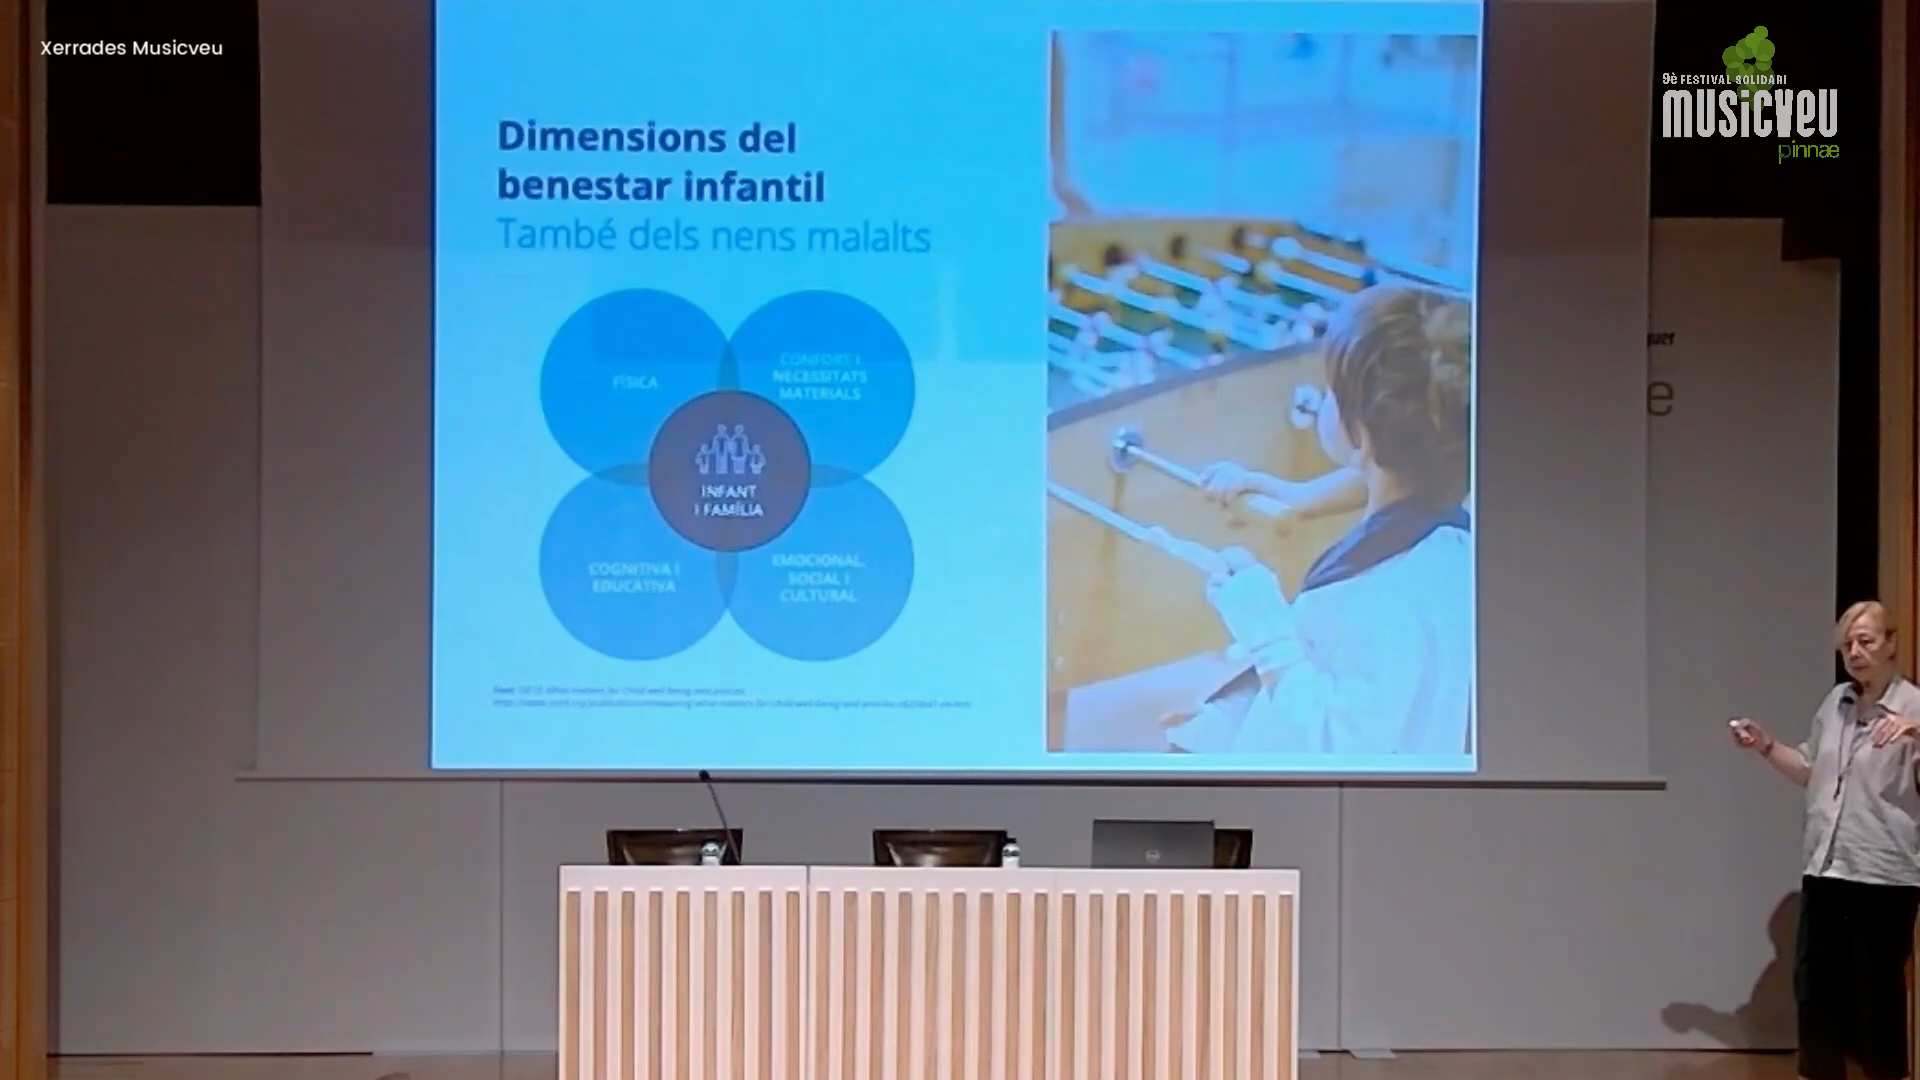 Xerrades Musicveu
9è FESTIVAL SOLIDARI
musicveu
pinnae
Dimensions del
benestar infantil
També dels nens malalts
FÍSICA
CONFORT I
NECESSITATS
MATERIALS
INFANT
I FAMÍLIA
COGNITIVA I
EDUCATIVA
EMOCIONAL,
SOCIAL I
CULTURAL